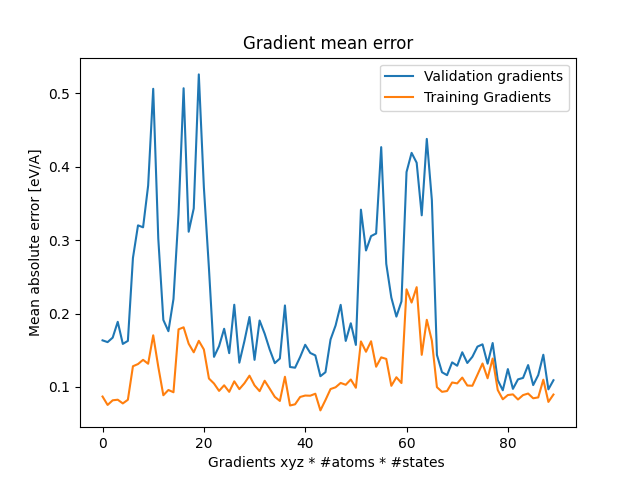 Gradient mean error
Validation gradients
Training Gradients
Mean absolute error [eV/A]
0.5
0.4
0.3
0.2
0.1
0 20 40 60 80
Gradients xyz * #atoms * #states